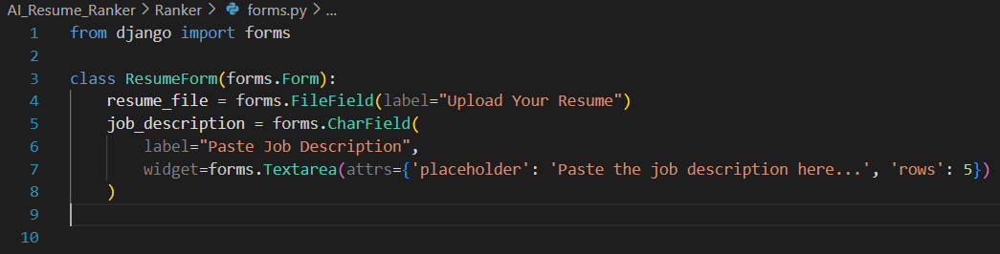 AI_Resume_Ranker > Ranker > forms.py > ...
1 from django import forms
2
3 class ResumeForm(forms.Form):
4     resume_file = forms.FileField(label="Upload Your Resume")
5     job_description = forms.CharField(
6         label="Paste Job Description",
7         widget=forms.Textarea(attrs={'placeholder': 'Paste the job description here...', 'rows': 5})
8     )
9
10